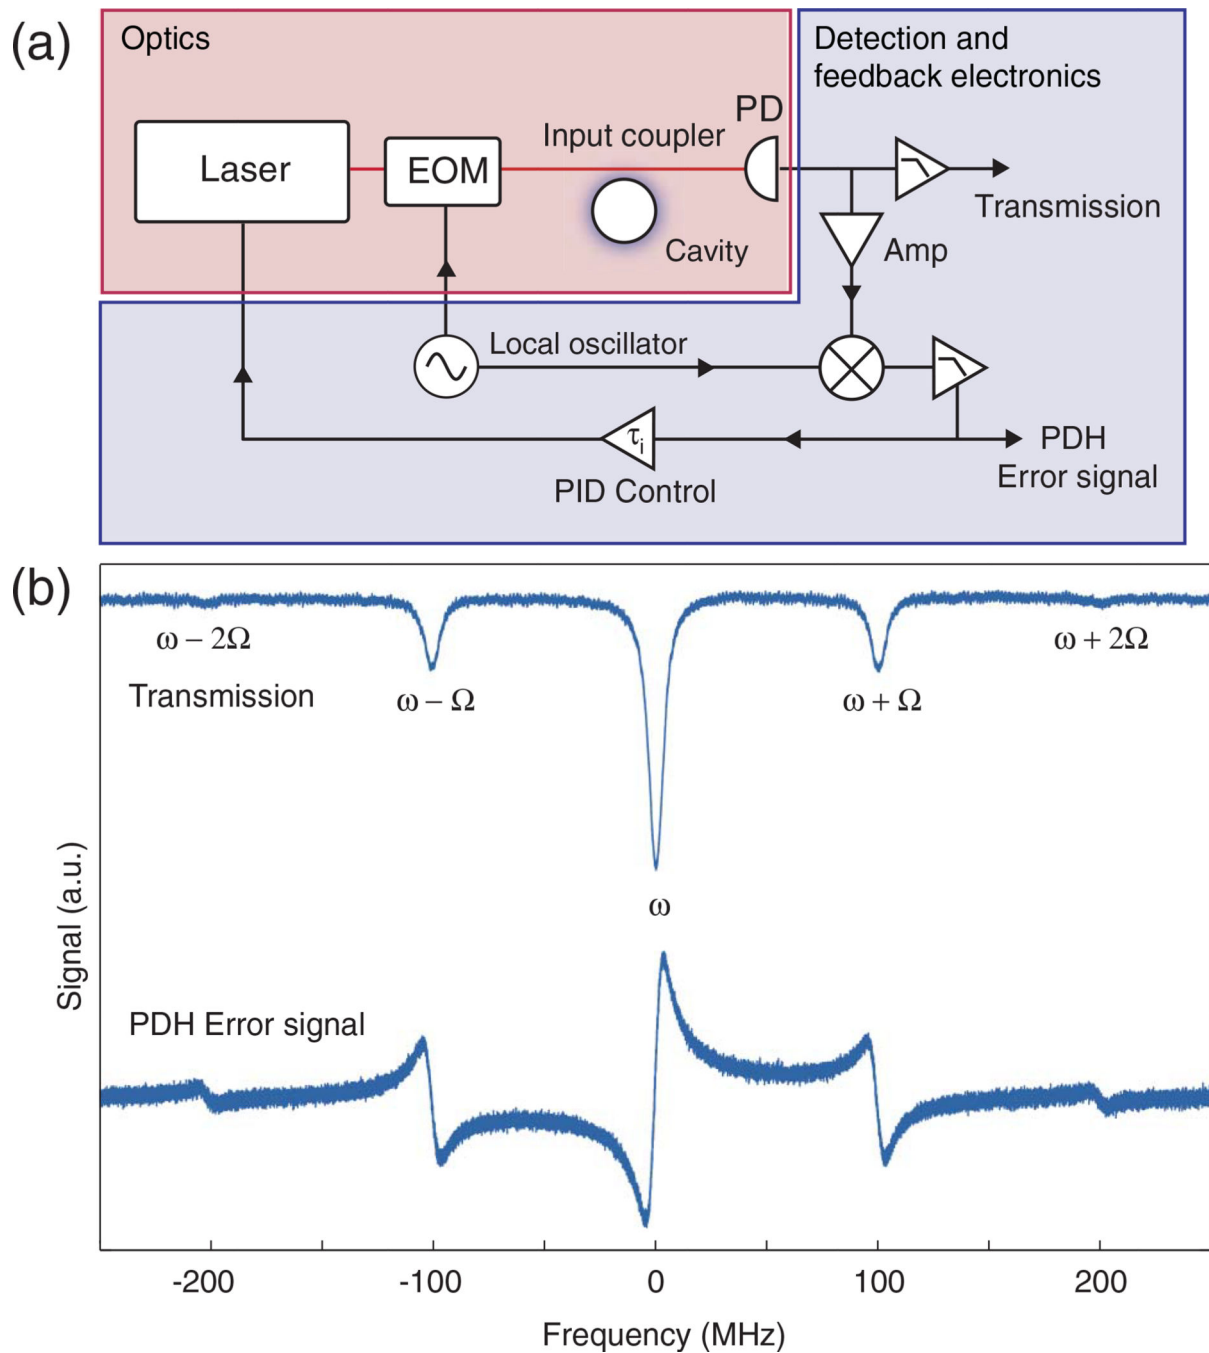 (a)
Optics
Detection and
feedback electronics
PD
Input coupler
Laser
EOM
Transmission
Cavity
Amp
Local oscillator
τi
PDH
Error signal
PID Control
(b)
ω − 2Ω
ω + 2Ω
Transmission
ω − Ω
ω + Ω
ω
Signal (a.u.)
PDH Error signal
-200
-100
0
100
200
Frequency (MHz)